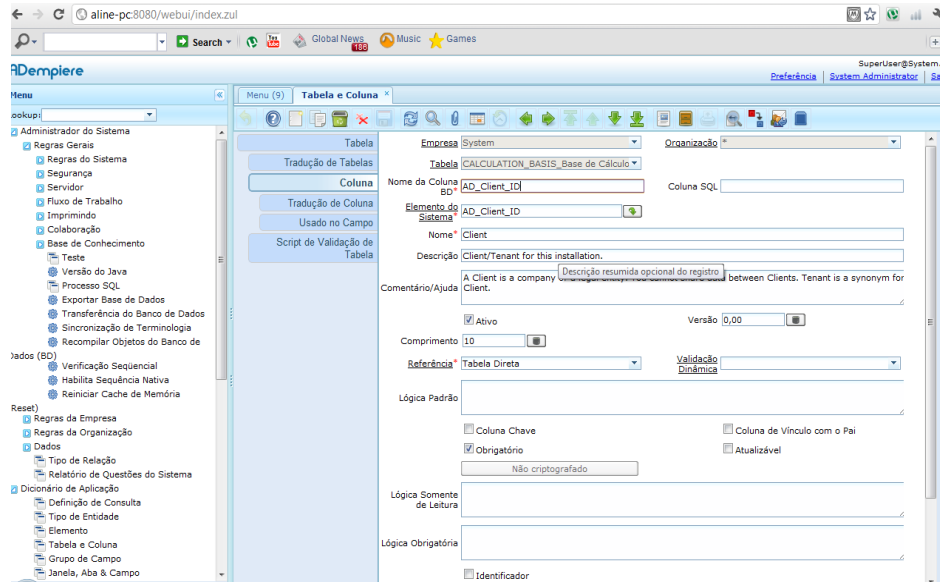 aline-pc:8080/webui/index.zul
Search
You Tube
Global News
188
Music
Games
ADempiere
SuperUser@System.
Preferência
System Administrator
Menu
ookup:
Administrador do Sistema
Regras Gerais
Regras do Sistema
Segurança
Servidor
Fluxo de Trabalho
Imprimindo
Colaboração
Base de Conhecimento
Teste
Versão do Java
Processo SQL
Exportar Base de Dados
Transferência do Banco de Dados
Sincronização de Terminologia
Recompilar Objetos do Banco de
Dados (BD)
Verificação Seqüencial
Habilita Sequência Nativa
Reiniciar Cache de Memória
Reset)
Regras da Empresa
Regras da Organização
Dados
Tipo de Relação
Relatório de Questões do Sistema
Dicionário de Aplicação
Definição de Consulta
Tipo de Entidade
Elemento
Tabela e Coluna
Grupo de Campo
Janela, Aba & Campo
Menu (9)
Tabela e Coluna
Tabela
Tradução de Tabelas
Coluna
Tradução de Coluna
Usado no Campo
Script de Validação de
Tabela
Empresa System Organização *
Tabela CALCULATION_BASIS_Base de Cálculo
Nome da Coluna BD* AD_Client_ID Coluna SQL
Elemento do Sistema* AD_Client_ID
Nome* Client
Descrição Client/Tenant for this installation.
Descrição resumida opcional do registro
Comentário/Ajuda A Client is a company between Clients. Tenant is a synonym for
Client.
Ativo Versão 0,00
Comprimento 10
Referência* Tabela Direta Validação Dinâmica
Lógica Padrão
Coluna Chave Coluna de Vínculo com o Pai
Obrigatório Atualizável
Não criptografado
Lógica Somente de Leitura
Lógica Obrigatória
Identificador